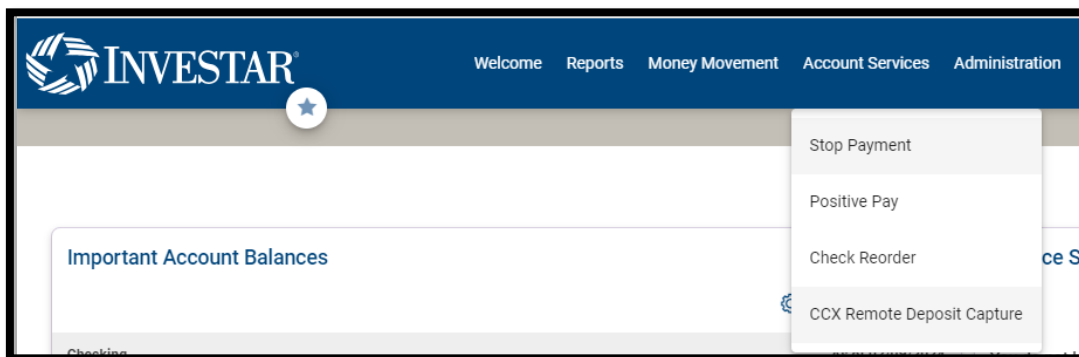 INVESTAR®
Welcome Reports Money Movement Account Services Administration
Stop Payment
Positive Pay
Check Reorder
CCX Remote Deposit Capture
Important Account Balances
ce S
Checking